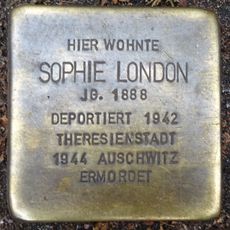 HIER WOHNTE
SOPHIE LONDON
JG. 1888
DEPORTIERT 1942
THERESIENSTADT
1944 AUSCHWITZ
ERMORDET